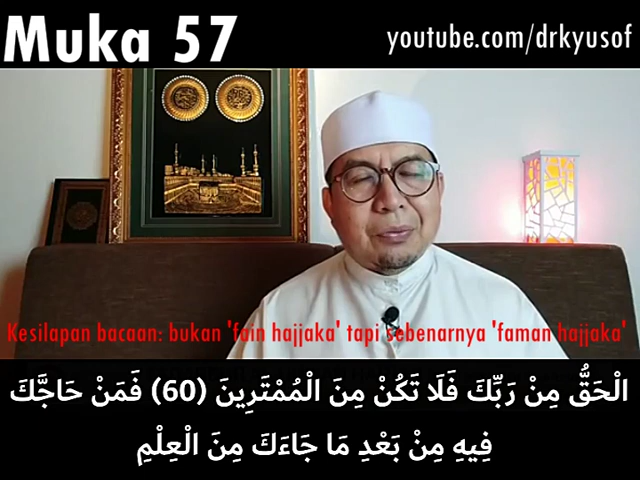 Muka 57
youtube.com/drkyusof
Kesilapan bacaan: bukan 'fain hajjaka' tapi sebenarnya 'faman hajjaka'
الْحَقُّ مِنْ رَبِّكَ فَلَا تَكُنْ مِنَ الْمُمْتَرِينَ (60) فَمَنْ حَاجَّكَ
فِيهِ مِنْ بَعْدِ مَا جَاءَكَ مِنَ الْعِلْمِ